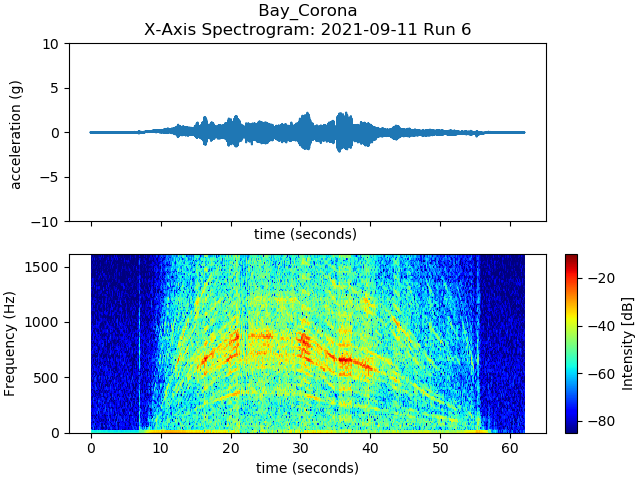 Bay_Corona
X-Axis Spectrogram: 2021-09-11 Run 6
10
5
0
−5
−10
acceleration (g)
time (seconds)
1500
1000
500
0
Frequency (Hz)
0 10 20 30 40 50 60
time (seconds)
−20
−40
−60
−80
Intensity [dB]